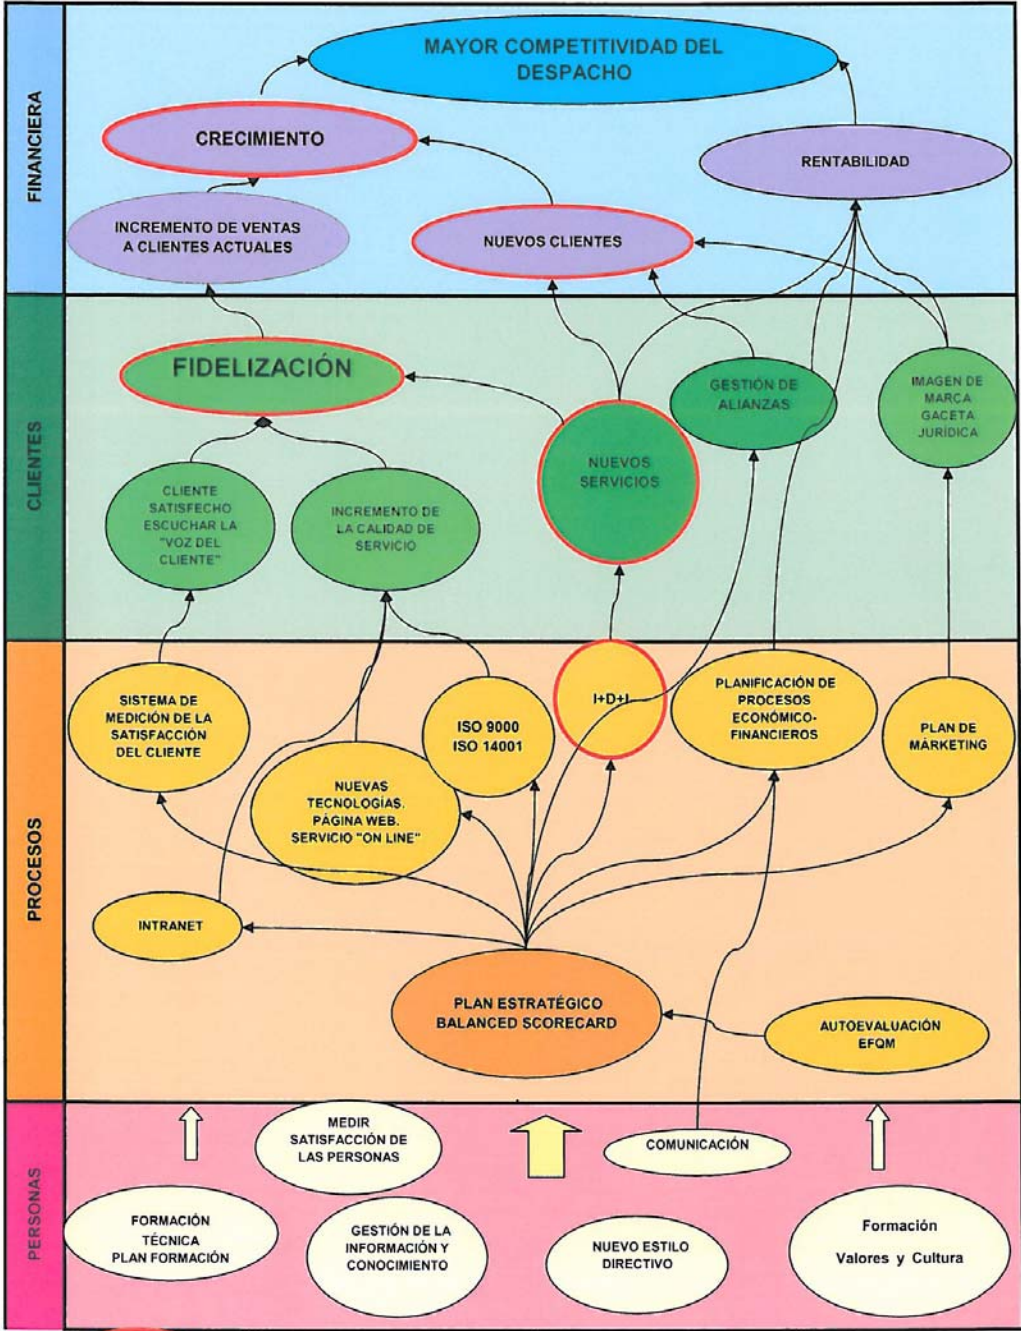 FINANCIERA
MAYOR COMPETITIVIDAD DEL
DESPACHO
CRECIMIENTO
RENTABILIDAD
INCREMENTO DE VENTAS
A CLIENTES ACTUALES
NUEVOS CLIENTES
CLIENTES
FIDELIZACIÓN
GESTIÓN DE
ALIANZAS
IMAGEN DE
MARCA
GACETA
JURÍDICA
NUEVOS
SERVICIOS
CLIENTE
SATISFECHO
ESCUCHAR LA
"VOZ DEL
CLIENTE"
INCREMENTO DE
LA CALIDAD DE
SERVICIO
PROCESOS
SISTEMA DE
MEDICIÓN DE LA
SATISFACCIÓN
DEL CLIENTE
ISO 9000
ISO 14001
I+D+I
PLANIFICACIÓN DE
PROCESOS
ECONÓMICO-
FINANCIEROS
PLAN DE
MÁRKETING
NUEVAS
TECNOLOGÍAS.
PÁGINA WEB.
SERVICIO "ON LINE"
INTRANET
PLAN ESTRATÉGICO
BALANCED SCORECARD
AUTOEVALUACIÓN
EFQM
PERSONAS
MEDIR
SATISFACCIÓN DE
LAS PERSONAS
COMUNICACIÓN
FORMACIÓN
TÉCNICA
PLAN FORMACIÓN
GESTIÓN DE LA
INFORMACIÓN Y
CONOCIMIENTO
NUEVO ESTILO
DIRECTIVO
Formación
Valores y Cultura